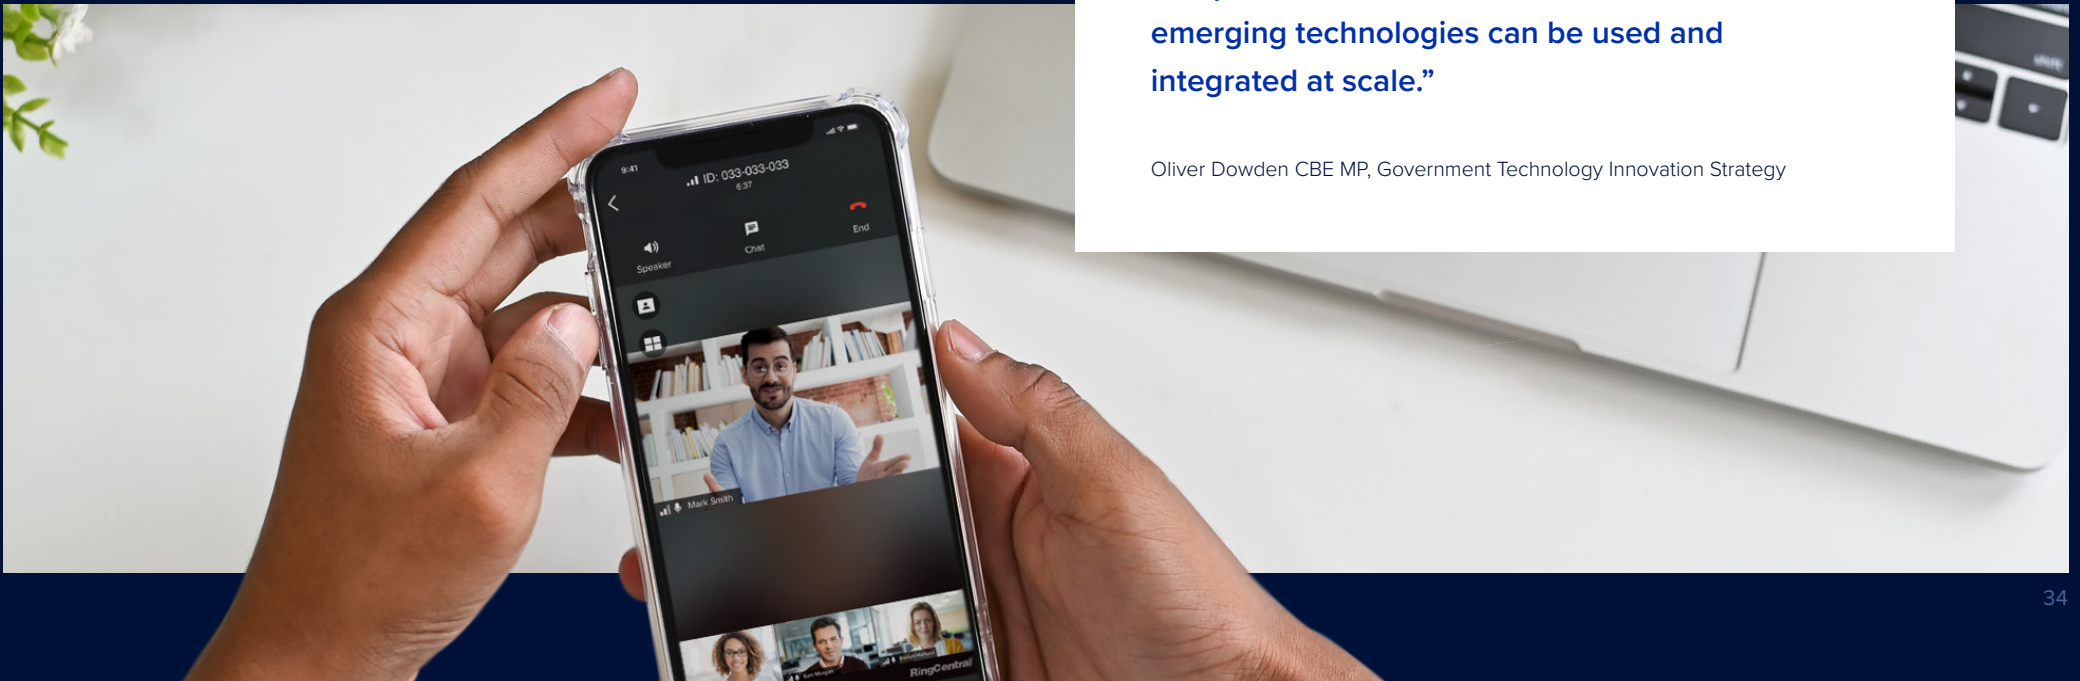 emerging technologies can be used and
integrated at scale.”
Oliver Dowden CBE MP, Government Technology Innovation Strategy
shift
9:41
ID: 033-033-033
6:37
Speaker
Chat
End
Mark Smith
RingCentral
34